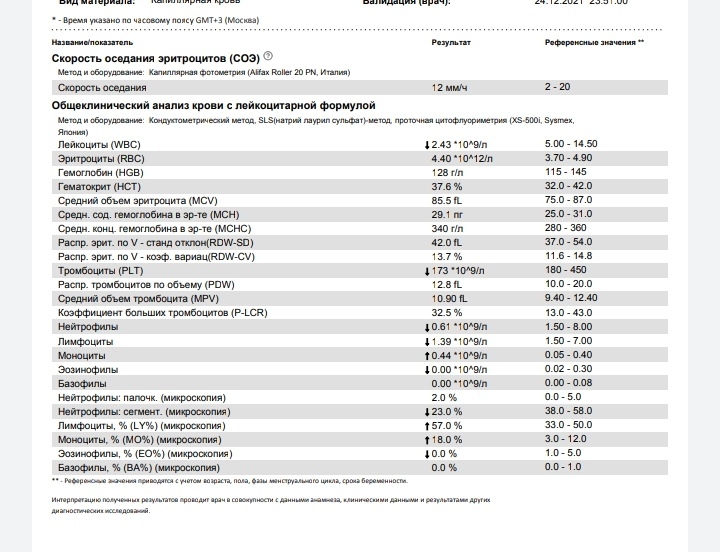 Вид материала: Капиллярная кровь Валидация (врач): 24.12.2021 23:51:00
* - Время указано по часовому поясу GMT+3 (Москва)
Название/показатель Результат Референсные значения **
Скорость оседания эритроцитов (СОЭ) ?
Метод и оборудование: Капиллярная фотометрия (Alifax Roller 20 PN, Италия)
Скорость оседания 12 мм/ч 2 - 20
Общеклинический анализ крови с лейкоцитарной формулой
Метод и оборудование: Кондуктометрический метод, SLS(натрий лаурил сульфат)-метод, проточная цитофлуориметрия (XS-500i, Sysmex,
Япония)
Лейкоциты (WBC) ↓2.43 *10^9/л 5.00 - 14.50
Эритроциты (RBC) 4.40 *10^12/л 3.70 - 4.90
Гемоглобин (HGB) 128 г/л 115 - 145
Гематокрит (HCT) 37.6 % 32.0 - 42.0
Средний объем эритроцита (MCV) 85.5 fL 75.0 - 87.0
Средн. сод. гемоглобина в эр-те (MCH) 29.1 пг 25.0 - 31.0
Средн. конц. гемоглобина в эр-те (MCHC) 340 г/л 280 - 360
Распр. эрит. по V - станд отклон(RDW-SD) 42.0 fL 37.0 - 54.0
Распр. эрит. по V - коэф. вариац(RDW-CV) 13.7 % 11.6 - 14.8
Тромбоциты (PLT) ↓173 *10^9/л 180 - 450
Распр. тромбоцитов по объему (PDW) 12.8 fL 10.0 - 20.0
Средний объем тромбоцита (MPV) 10.90 fL 9.40 - 12.40
Коэффициент больших тромбоцитов (P-LCR) 32.5 % 13.0 - 43.0
Нейтрофилы ↓0.61 *10^9/л 1.50 - 8.00
Лимфоциты ↓1.39 *10^9/л 1.50 - 7.00
Моноциты ↑0.44 *10^9/л 0.05 - 0.40
Эозинофилы ↓0.00 *10^9/л 0.02 - 0.30
Базофилы 0.00 *10^9/л 0.00 - 0.08
Нейтрофилы: палочк. (микроскопия) 2.0 % 0.0 - 5.0
Нейтрофилы: сегмент. (микроскопия) ↓23.0 % 38.0 - 58.0
Лимфоциты, % (LY%) (микроскопия) ↑57.0 % 33.0 - 50.0
Моноциты, % (MO%) (микроскопия) ↑18.0 % 3.0 - 12.0
Эозинофилы, % (EO%) (микроскопия) ↓0.0 % 1.0 - 5.0
Базофилы, % (BA%) (микроскопия) 0.0 % 0.0 - 1.0
** - Референсные значения приводятся с учетом возраста, пола, фазы менструального цикла, срока беременности.
Интерпретацию полученных результатов проводит врач в совокупности с данными анамнеза, клиническими данными и результатами других
диагностических исследований.